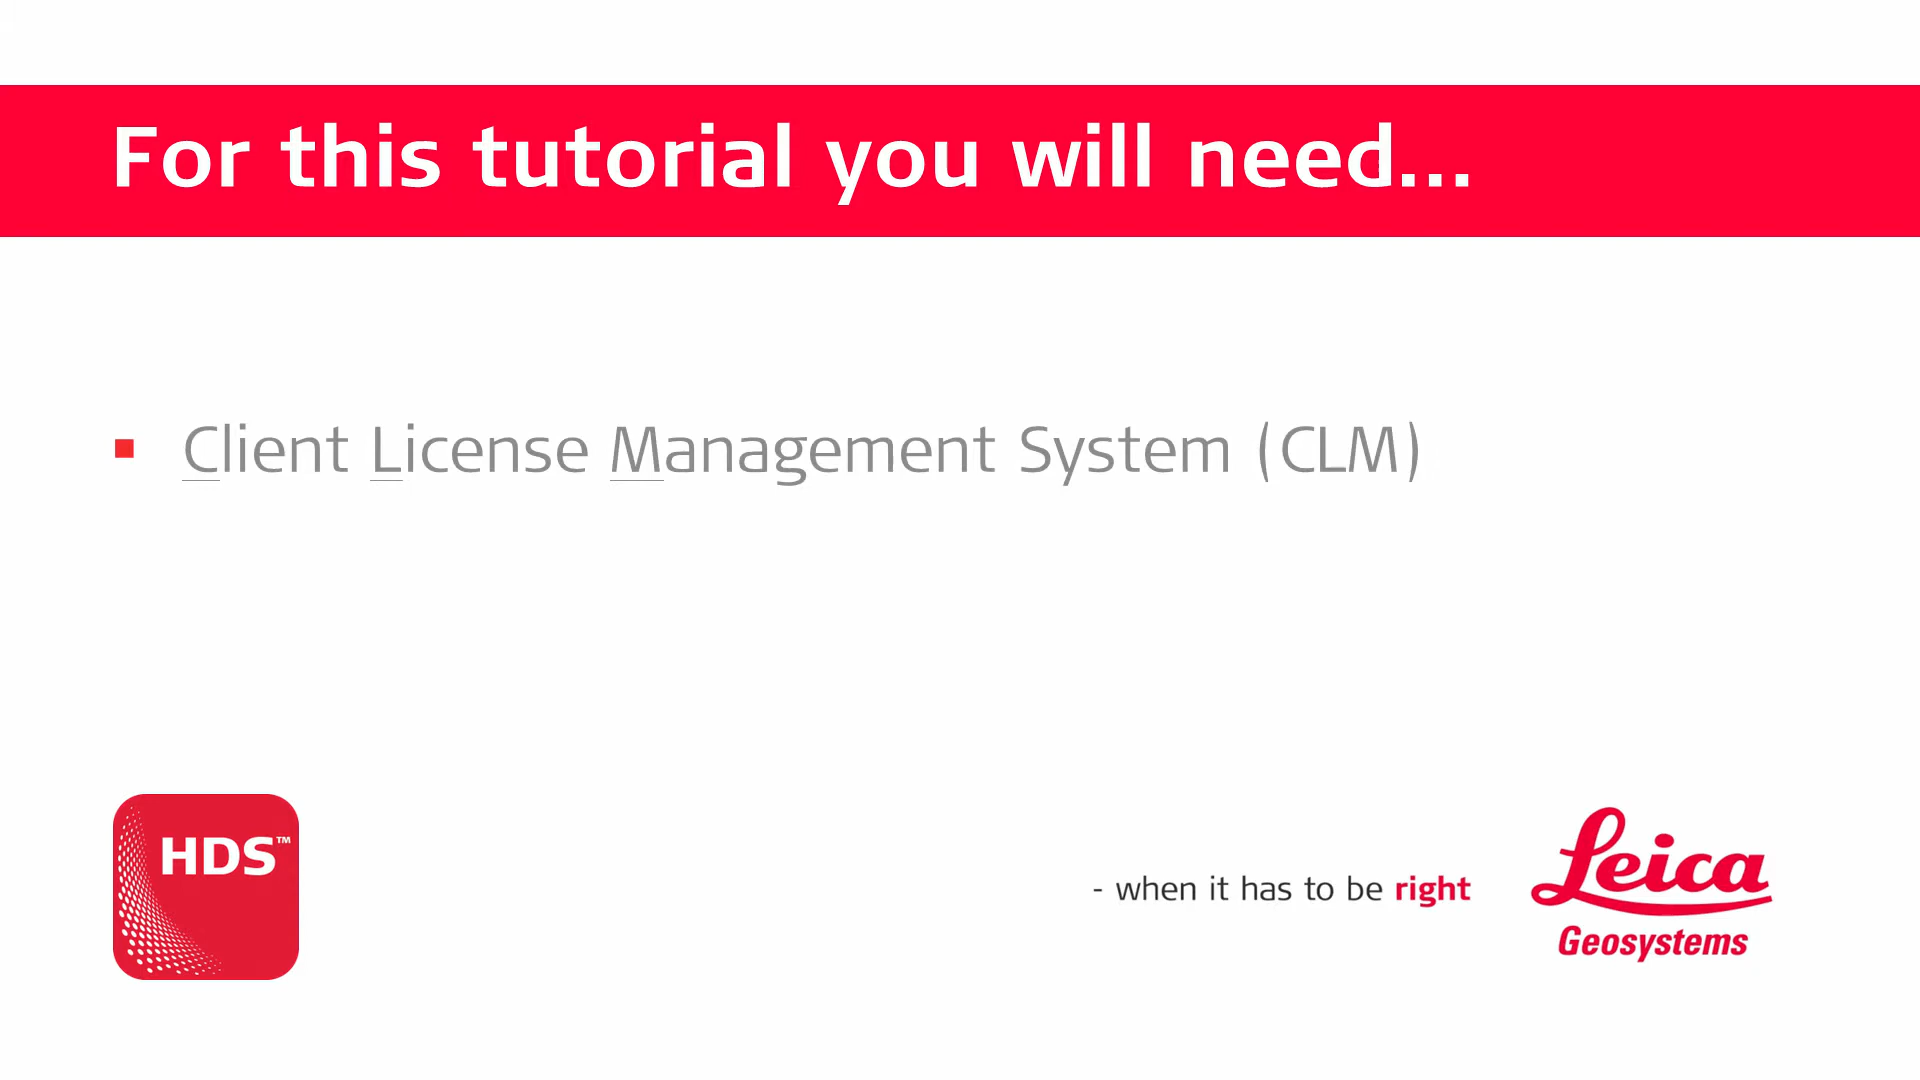 For this tutorial you will need...
▪ Client License Management System (CLM)
HDS™
- when it has to be right
Leica
Geosystems